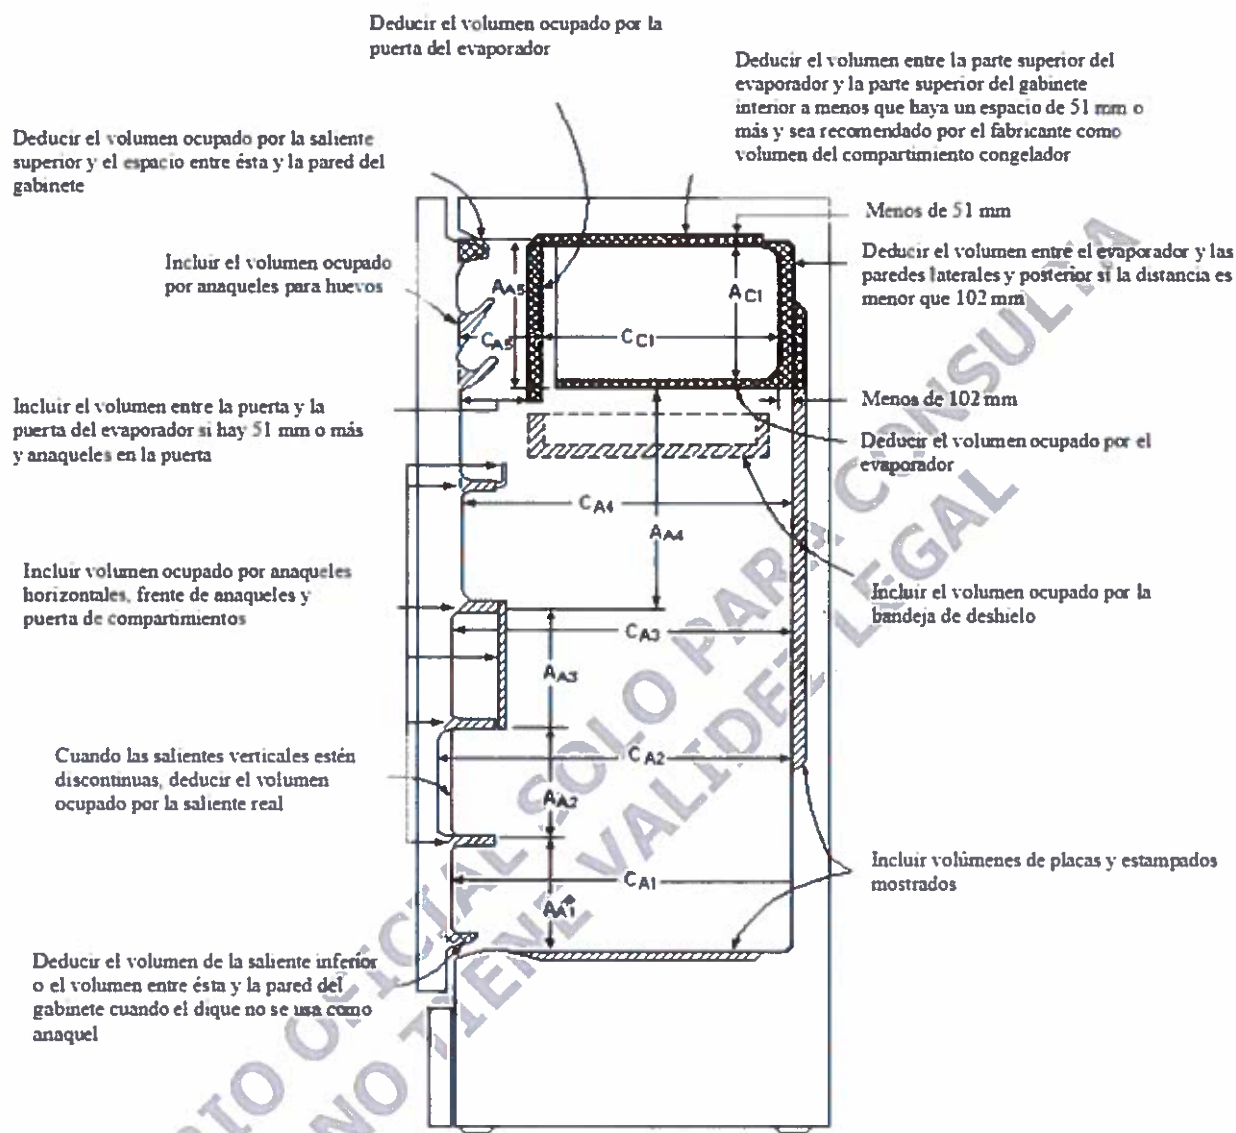 Deducir el volumen ocupado por la
puerta del evaporador
Deducir el volumen entre la parte superior del
evaporador y la parte superior del gabinete
interior a menos que haya un espacio de 51 mm o
más y sea recomendado por el fabricante como
volumen del compartimiento congelador
Deducir el volumen ocupado por la saliente
superior y el espacio entre ésta y la pared del
gabinete
Menos de 51 mm
Incluir el volumen ocupado
por anaqueles para huevos
Deducir el volumen entre el evaporador y las
paredes laterales y posterior si la distancia es
menor que 102 mm
AA5
AC1
CA5
CC1
Incluir el volumen entre la puerta y la
puerta del evaporador si hay 51 mm o más
y anaqueles en la puerta
Menos de 102 mm
Deducir el volumen ocupado por el
evaporador
CA4
AA4
Incluir volumen ocupado por anaqueles
horizontales, frente de anaqueles y
puerta de compartimientos
Incluir el volumen ocupado por la
bandeja de deshielo
CA3
AA3
Cuando las salientes verticales estén
discontinuas, deducir el volumen
ocupado por la saliente real
CA2
AA2
Incluir volúmenes de placas y estampados
mostrados
CA1
AA1
Deducir el volumen de la saliente inferior
o el volumen entre ésta y la pared del
gabinete cuando el dique no se usa como
anaquel
SOLO PARA CONSULTA
NO TIENE VALIDEZ LEGAL